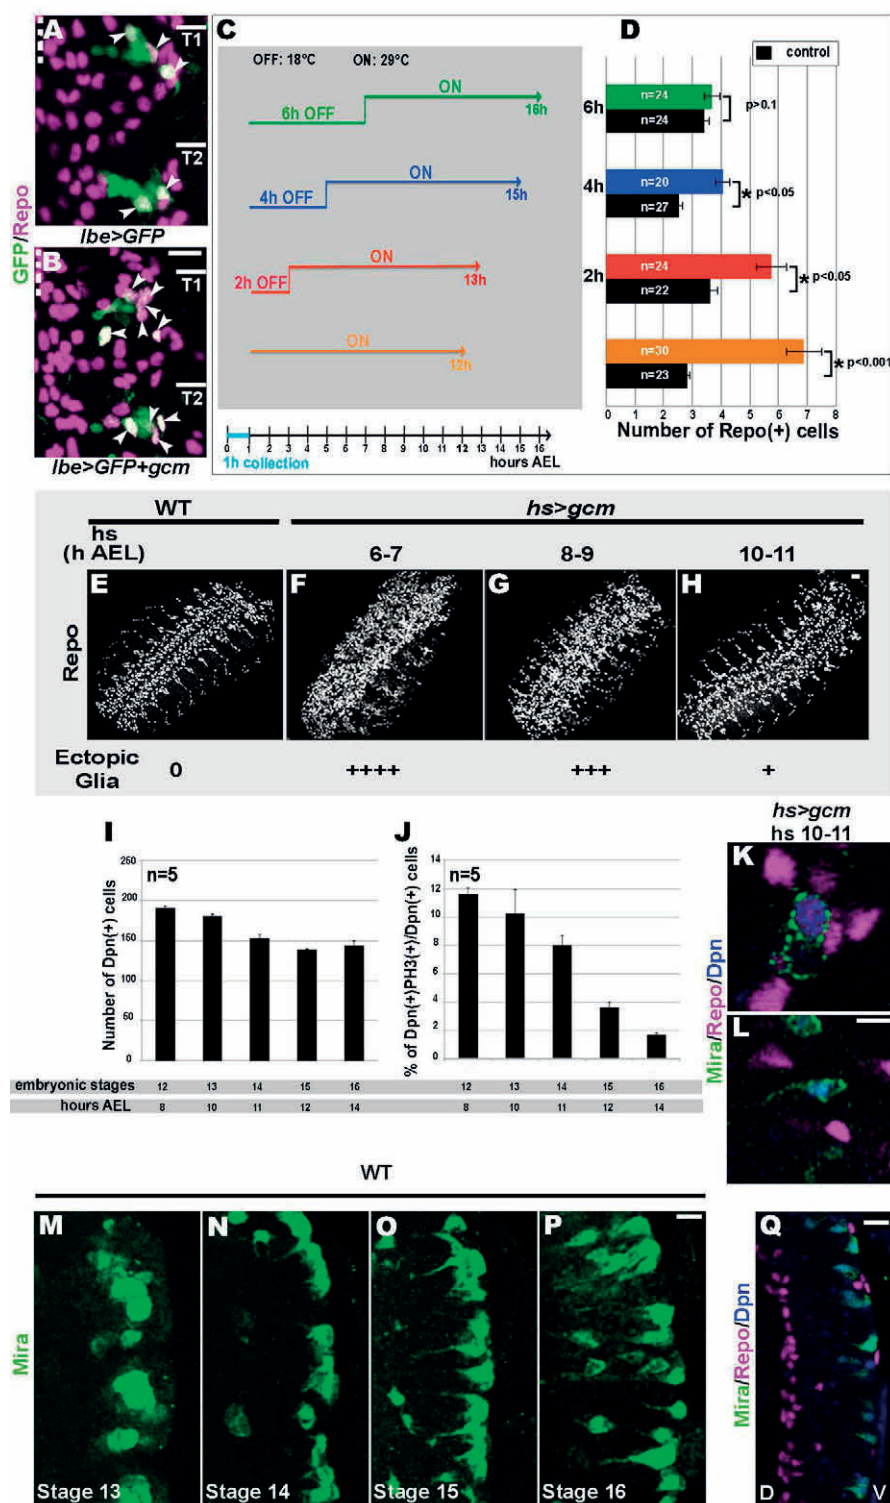 A
T1
T2
lbe>GFP
GFP/Repo
B
T1
T2
lbe>GFP+gcm
C
OFF: 18°C ON: 29°C
ON
6h OFF
16h
ON
4h OFF
15h
ON
2h OFF
13h
ON
12h
0 1 2 3 4 5 6 7 8 9 10 11 12 13 14 15 16
1h collection
hours AEL
D
control
6h
n=24
n=24
p>0.1
4h
n=20
n=27
* p<0.05
2h
n=24
n=22
* p<0.05
n=30
n=23
* p<0.001
0 1 2 3 4 5 6 7 8
Number of Repo(+) cells
WT hs>gcm
hs
(h AEL) 6-7 8-9 10-11
E F G H
Repo
Ectopic
Glia 0 ++++ +++ +
I
n=5
Number of Dpn(+) cells
250
200
150
100
50
0
J
n=5
% of Dpn(+)PH3(+)/Dpn(+) cells
14
12
10
8
6
4
2
0
embryonic stages 12 13 14 15 16 12 13 14 15 16
hours AEL 8 10 11 12 14 8 10 11 12 14
hs>gcm
hs 10-11
K
L
Mira/Repo/Dpn
WT
M N O P
Mira
Stage 13 Stage 14 Stage 15 Stage 16
Q
Mira/Repo/Dpn
D V